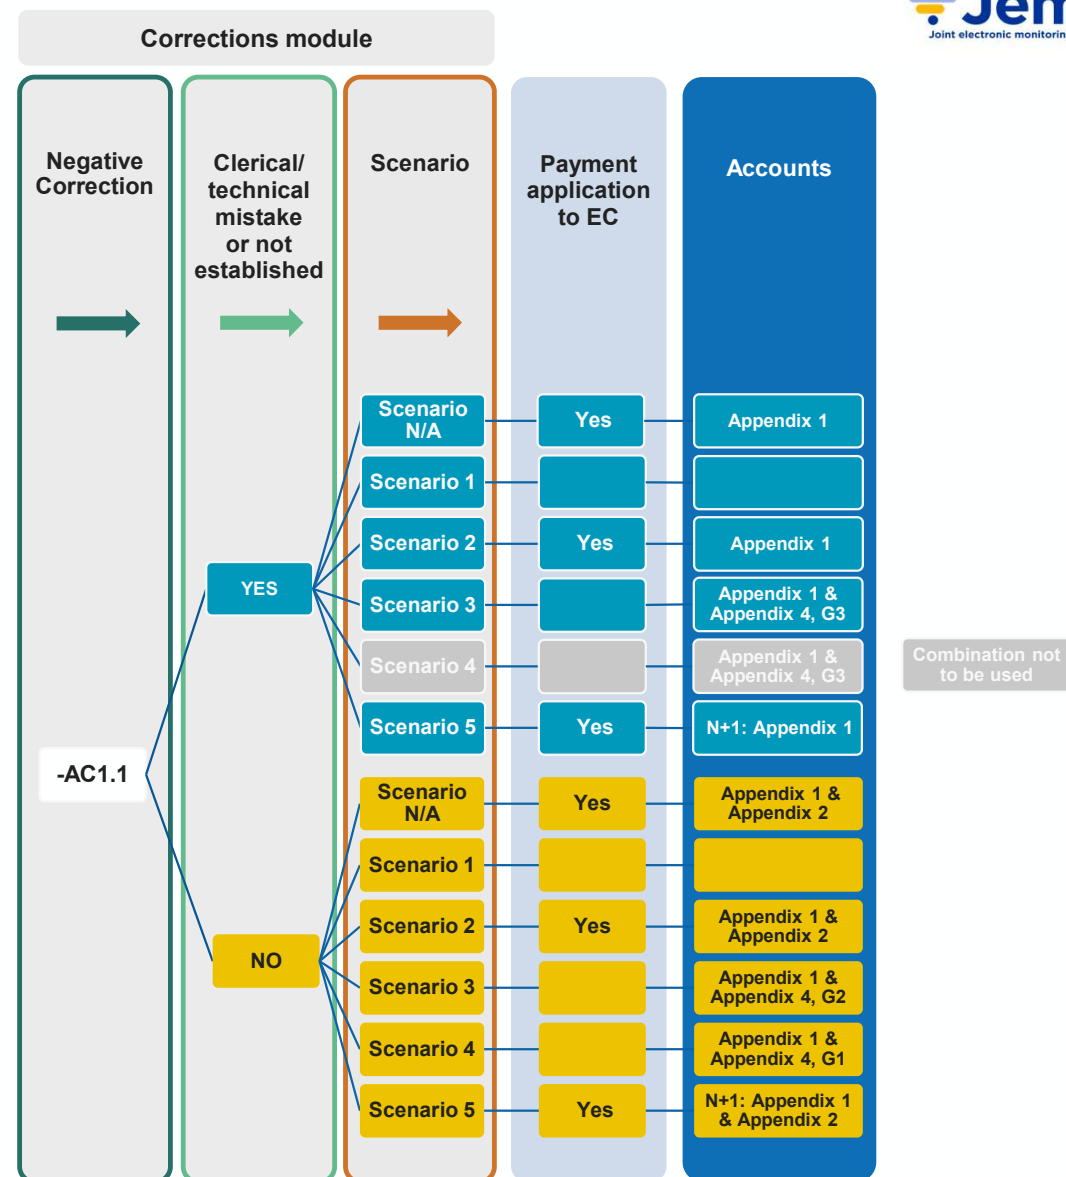 Jem
Joint electronic monitorin
Corrections module
Negative
Correction
Clerical/
technical
mistake
or not
established
Scenario
Payment
application
to EC
Accounts
Scenario
N/A
Yes
Appendix 1
Scenario 1
Scenario 2
Yes
Appendix 1
YES
Scenario 3
Appendix 1 &
Appendix 4, G3
Scenario 4
Appendix 1 &
Appendix 4, G3
Combination not
to be used
Scenario 5
Yes
N+1: Appendix 1
-AC1.1
Scenario
N/A
Yes
Appendix 1 &
Appendix 2
Scenario 1
Scenario 2
Yes
Appendix 1 &
Appendix 2
NO
Scenario 3
Appendix 1 &
Appendix 4, G2
Scenario 4
Appendix 1 &
Appendix 4, G1
Scenario 5
Yes
N+1: Appendix 1
& Appendix 2